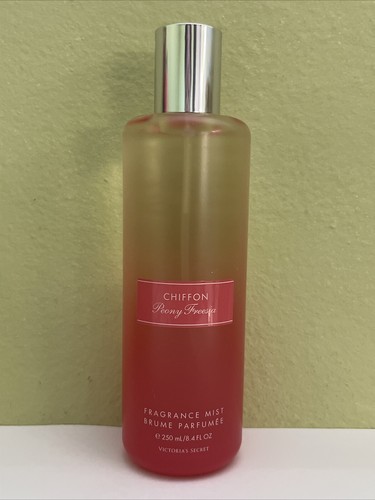 CHIFFON
Peony Freesia
FRAGRANCE MIST
BRUME PARFUMÉE
℮ 250 mL/8.4 FL OZ
VICTORIA'S SECRET